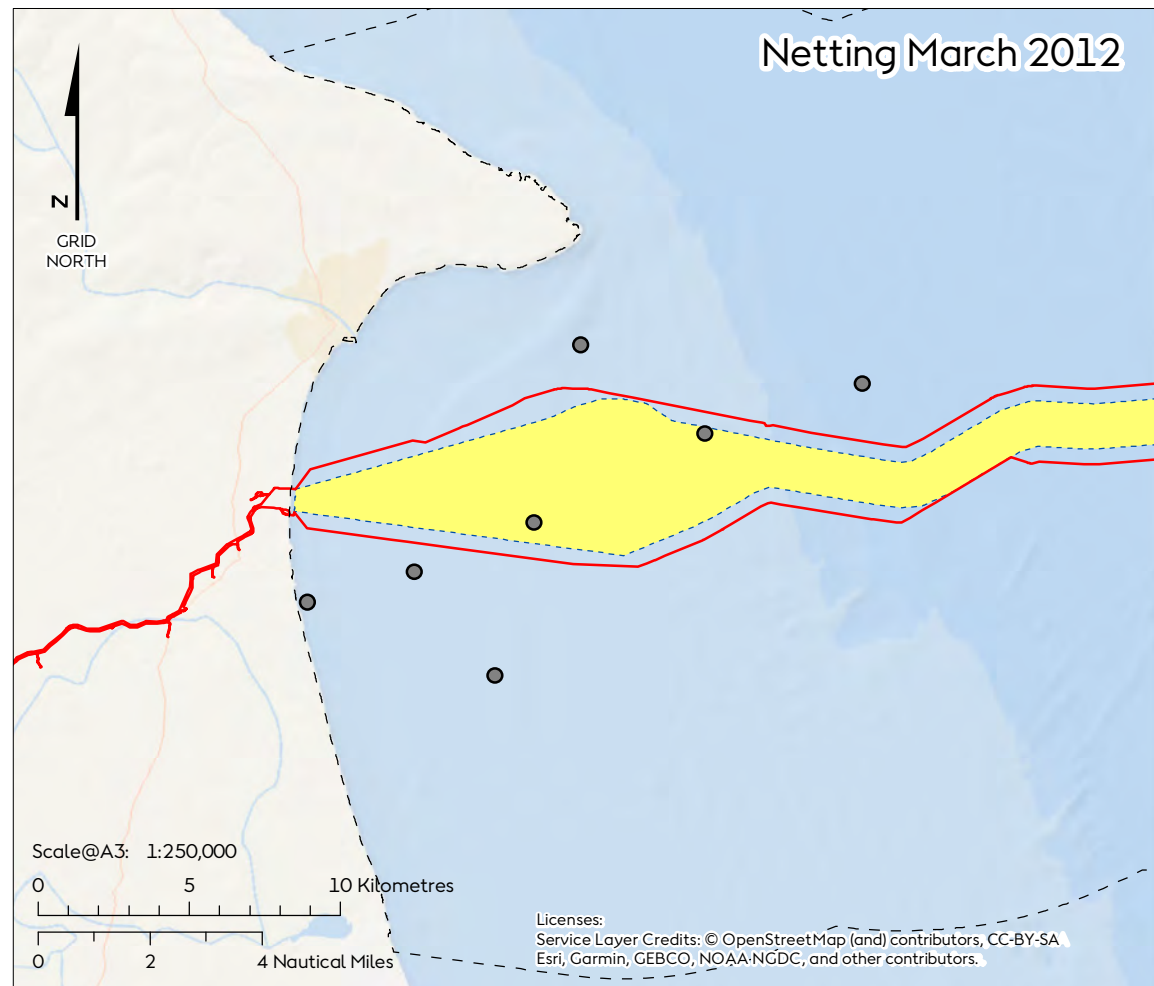 Netting March 2012
N
GRID
NORTH
Scale@A3: 1:250,000
0 5 10 Kilometres
0 2 4 Nautical Miles
Licenses:
Service Layer Credits: © OpenStreetMap (and) contributors, CC-BY-SA
Esri, Garmin, GEBCO, NOAA NGDC, and other contributors.